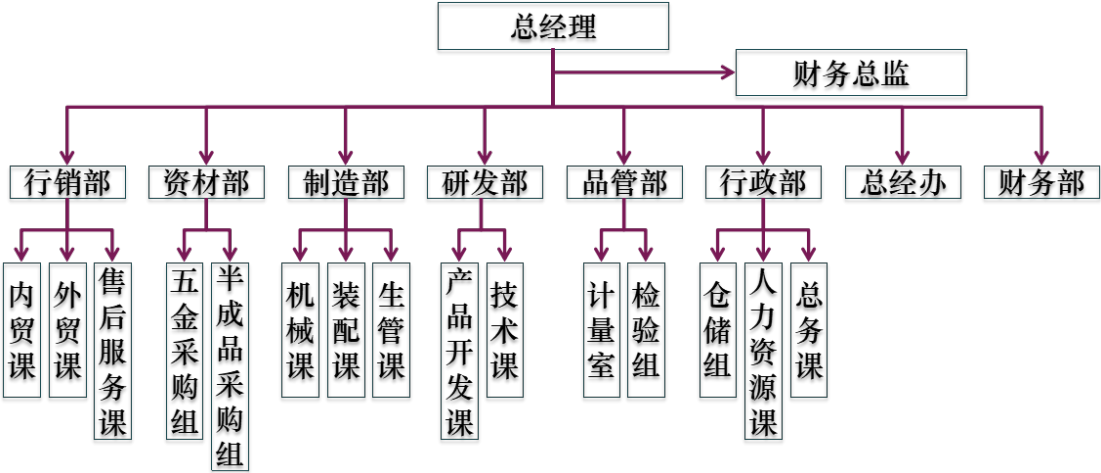 总经理
财务总监
行销部
资材部
制造部
研发部
品管部
行政部
总经办
财务部
内贸课
外贸课
售后服务课
五金采购组
半成品采购组
机械课
装配课
生管课
产品开发课
技术课
计量室
检验组
仓储组
人力资源课
总务课